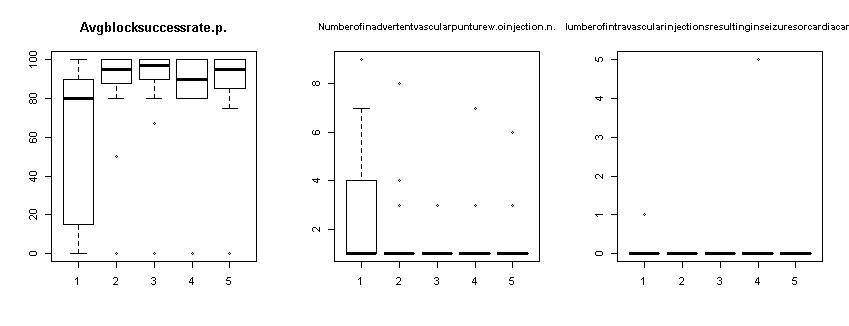 Avgblocksuccessrate.p.
Numberofinadvertentvascularpuncturew.oinjection.n.
lumberofintravascularinjectionsresultinginseizuresorcardiacar
100
80
60
40
20
0
1 2 3 4 5
8
6
4
2
1 2 3 4 5
5
4
3
2
1
0
1 2 3 4 5